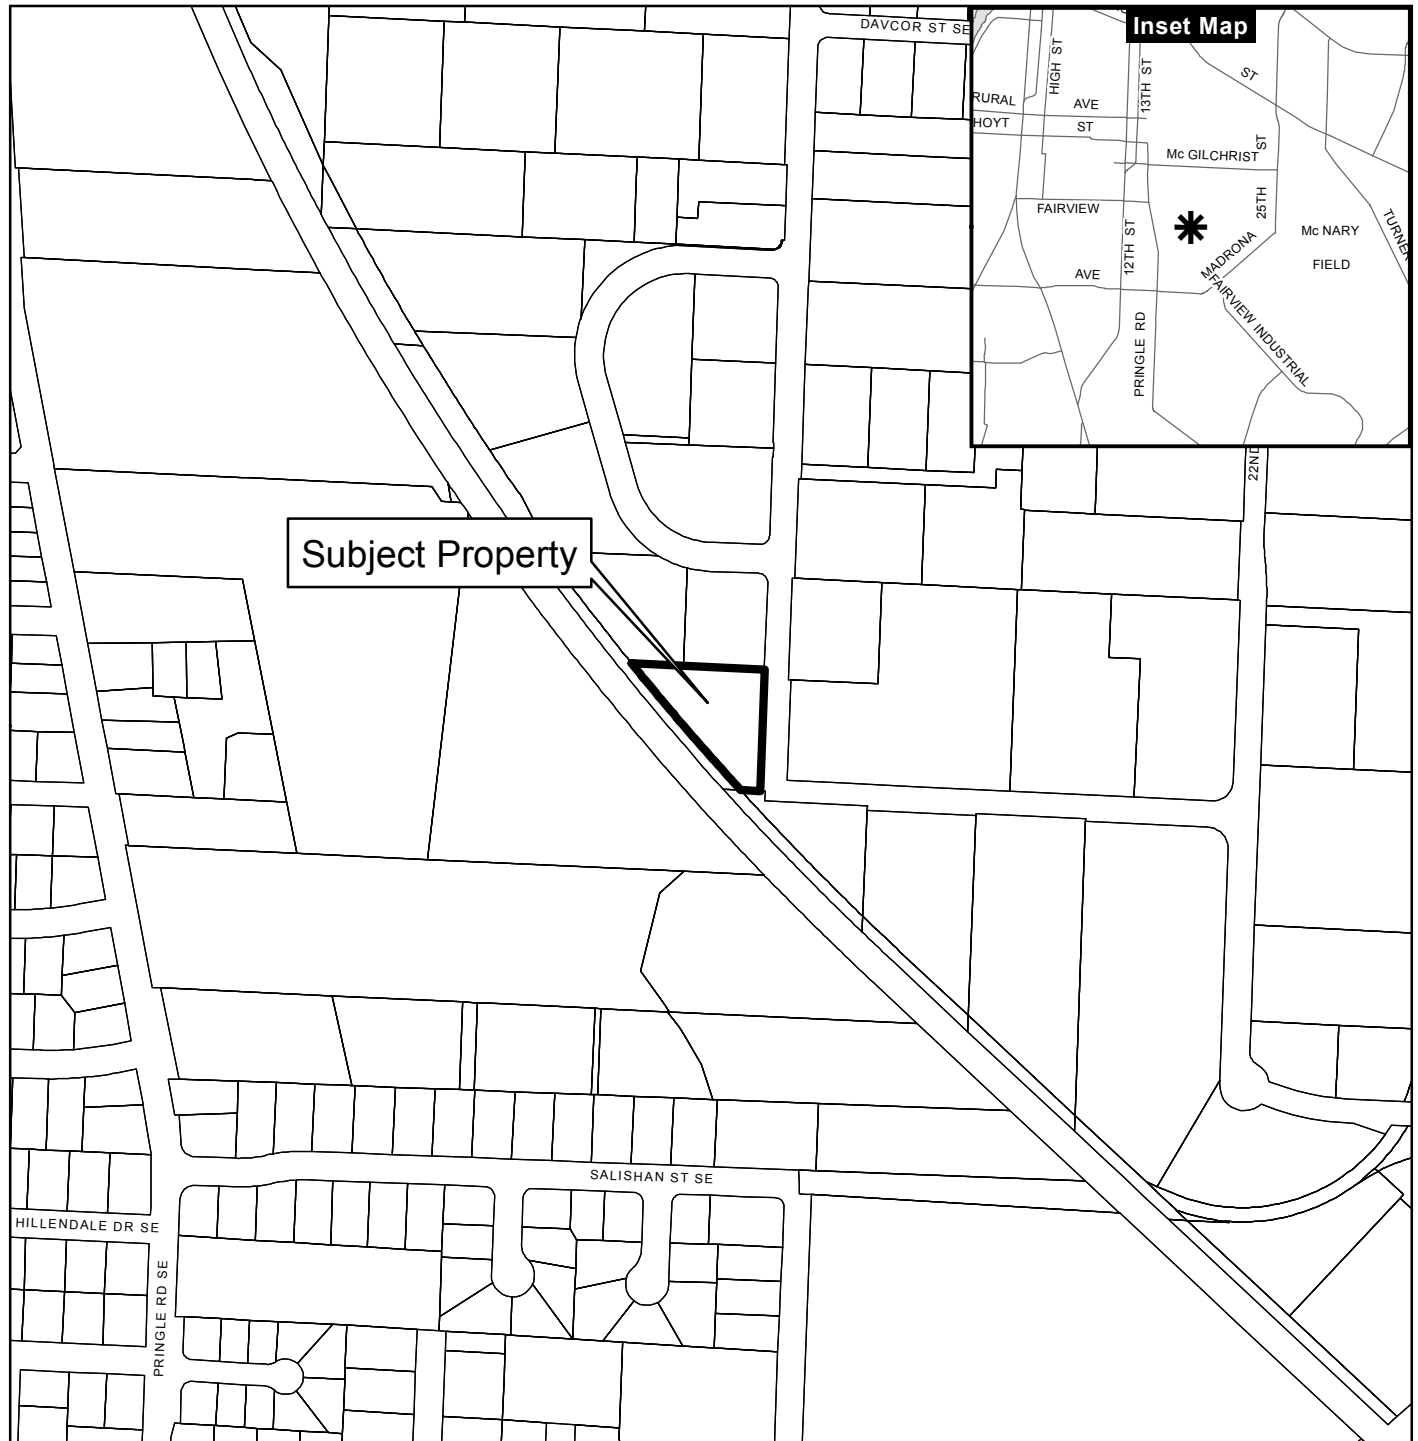 DAVCOR ST SE
Inset Map
HIGH ST
13TH ST
ST
RURAL AVE
HOYT ST
Mc GILCHRIST ST
FAIRVIEW
25TH
12TH ST
Mc NARY
FIELD
TURNER
MADRONA
AVE
FAIRVIEW INDUSTRIAL
PRINGLE RD
22ND
Subject Property
SALISHAN ST SE
HILLENDALE DR SE
PRINGLE RD SE